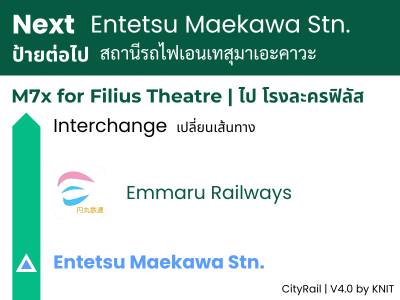 Next Entetsu Maekawa Stn.
ป้ายต่อไป สถานีรถไฟเอนเทสุมาเอะคาวะ
M7x for Filius Theatre | ไป โรงละครฟิลัส
Interchange เปลี่ยนเส้นทาง
Emmaru Railways
円丸鉄道
Entetsu Maekawa Stn.
CityRail | V4.0 by KNIT